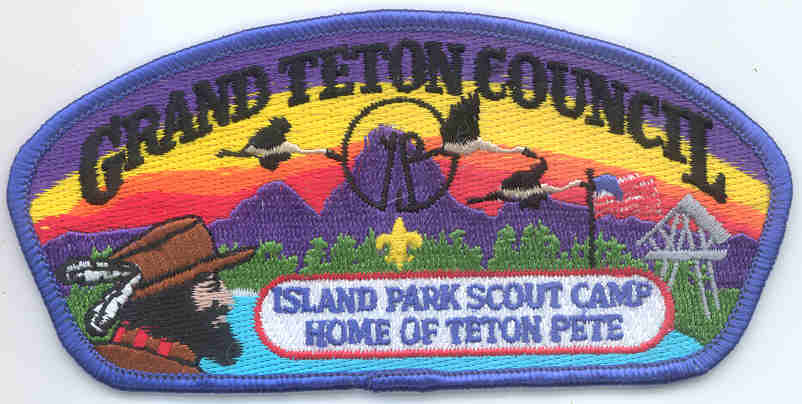 GRAND TETON COUNCIL
ISLAND PARK SCOUT CAMP
HOME OF TETON PETE